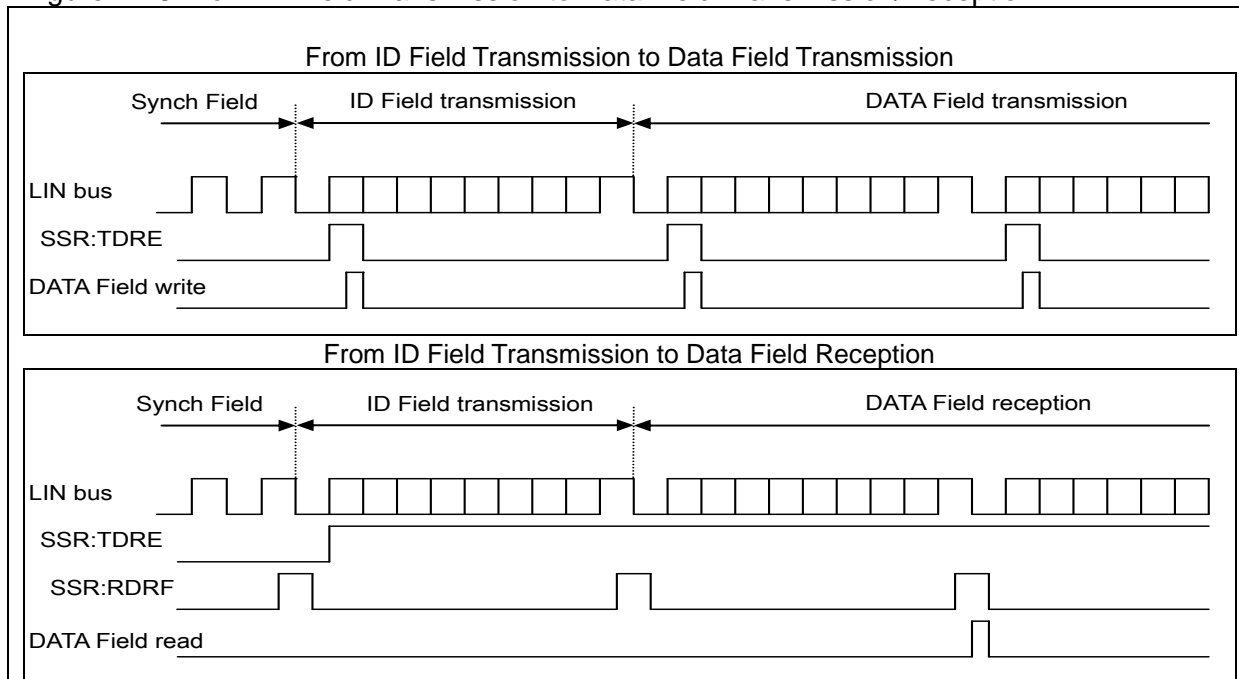 From ID Field Transmission to Data Field Transmission
Synch Field ID Field transmission DATA Field transmission
LIN bus
SSR:TDRE
DATA Field write
From ID Field Transmission to Data Field Reception
Synch Field ID Field transmission DATA Field reception
LIN bus
SSR:TDRE
SSR:RDRF
DATA Field read